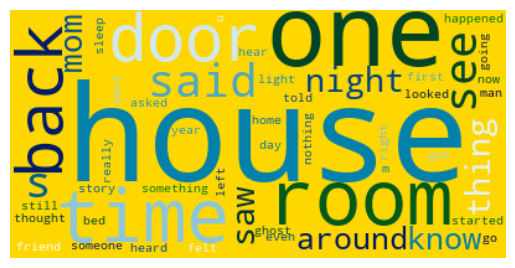 house
one
back
door
time
room
said
night
see
thing
s
mom
saw
around
know
sleep
u
hear
happened
going
now
man
looked
first
light
told
asked
year
really
home
day
nothing
right
a
story
something
still
thought
bed
left
ghost
even
someone
heard
felt
friend
started
go
got